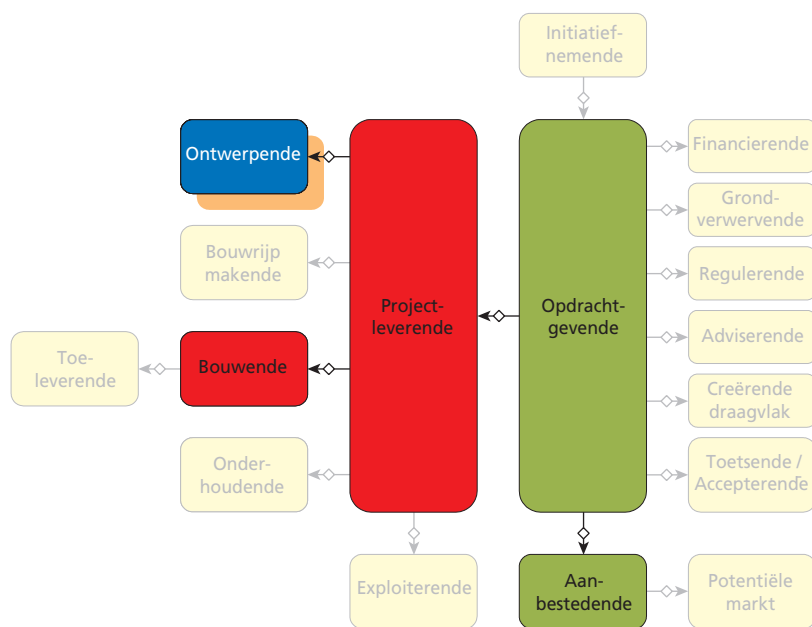 Initiatief-
nemende
Ontwerpende
Financierende
Grond-
verwervende
Bouwrijp
makende
Regulerende
Project-
leverende
Opdracht-
gevende
Adviserende
Toe-
leverende
Bouwende
Creërende
draagvlak
Onder-
houdende
Toetsende /
Accepterende
Exploiterende
Aan-
bestedende
Potentiële
markt